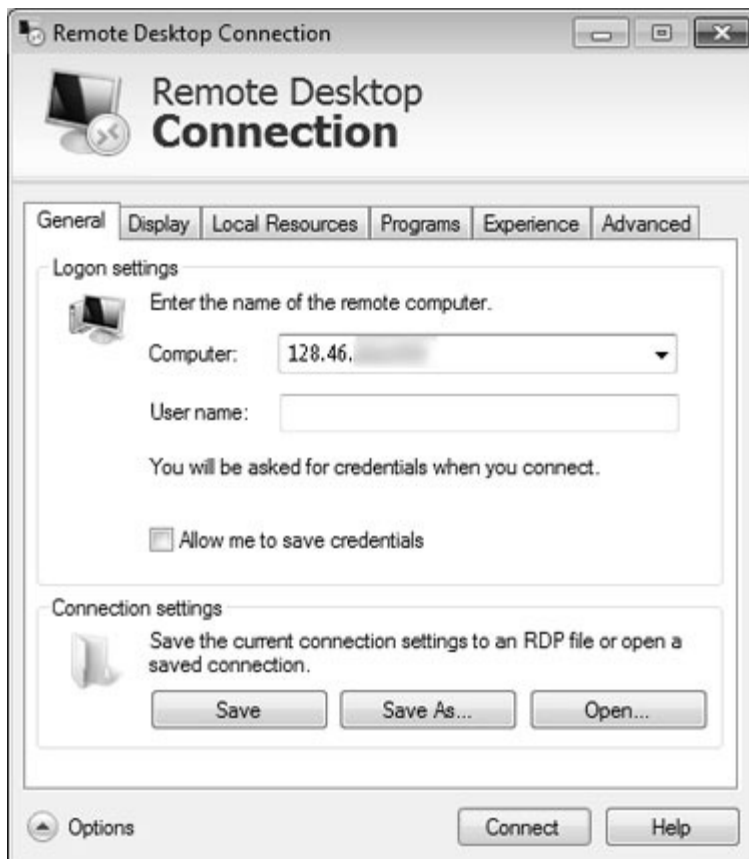 Remote Desktop Connection
Remote Desktop
Connection
General Display Local Resources Programs Experience Advanced
Logon settings
Enter the name of the remote computer.
Computer: 128.46.
User name:
You will be asked for credentials when you connect.
Allow me to save credentials
Connection settings
Save the current connection settings to an RDP file or open a
saved connection.
Save Save As... Open...
Options Connect Help